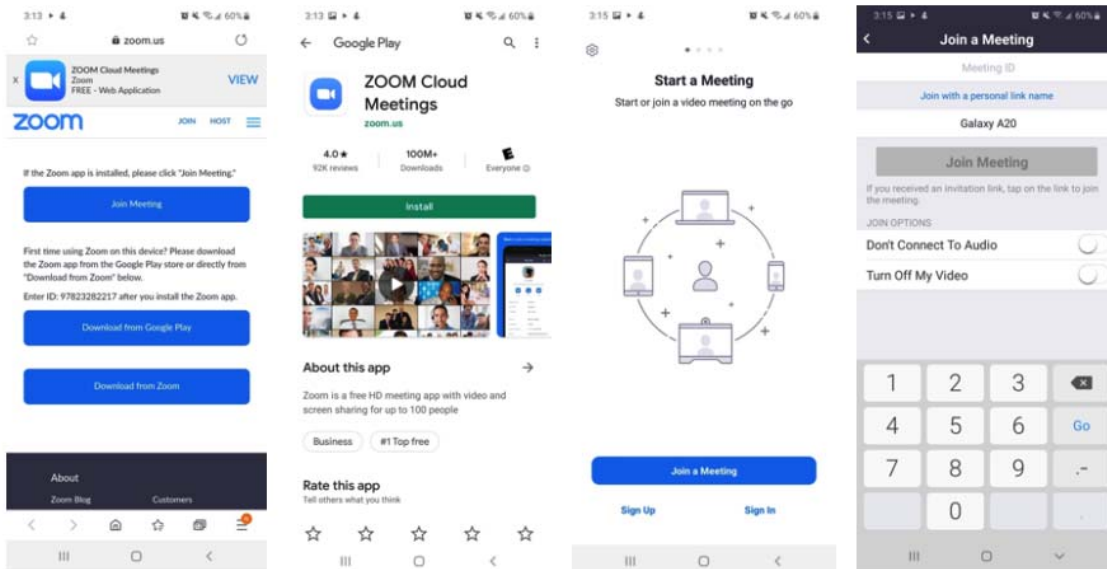 3:13
60%
zoom.us
ZOOM Cloud Meetings
Zoom
FREE - Web Application
VIEW
x
zoom
JOIN
HOST
If the Zoom app is installed, please click "Join Meeting."
Join Meeting
First time using Zoom on this device? Please download
the Zoom app from the Google Play store or directly from
"Download from Zoom" below.
Enter ID: 97823282217 after you install the Zoom app.
Download from Google Play
Download from Zoom
About
Zoom Blog
Customers
3:13
60%
Google Play
ZOOM Cloud
Meetings
zoom.us
4.0★
92K reviews
100M+
Downloads
E
Everyone
Install
About this app
Zoom is a free HD meeting app with video and
screen sharing for up to 100 people
Business
#1 Top free
Rate this app
Tell others what you think
3:15
60%
Start a Meeting
Start or join a video meeting on the go
Join a Meeting
Sign Up
Sign In
3:15
60%
Join a Meeting
Meeting ID
Join with a personal link name
Galaxy A20
Join Meeting
If you received an invitation link, tap on the link to join
the meeting.
JOIN OPTIONS
Don't Connect To Audio
Turn Off My Video
1 2 3
4 5 6 Go
7 8 9 .-
0 .